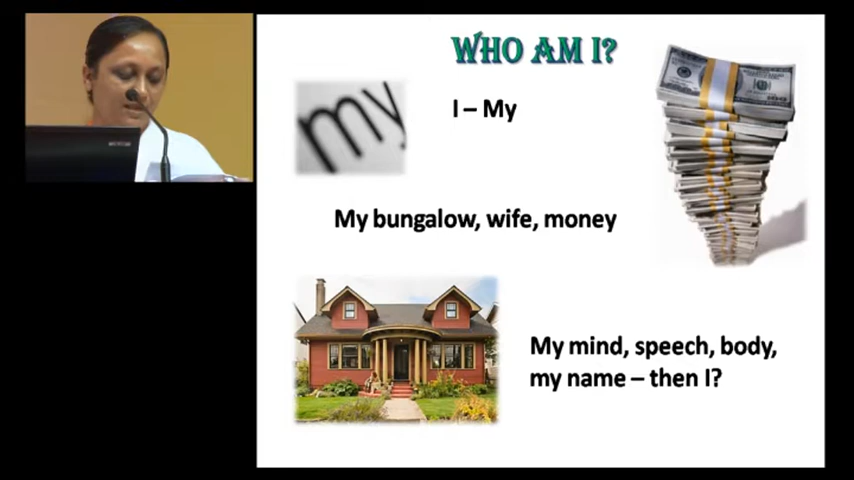 WHO AM I?
my
I – My
My bungalow, wife, money
My mind, speech, body,
my name – then I?